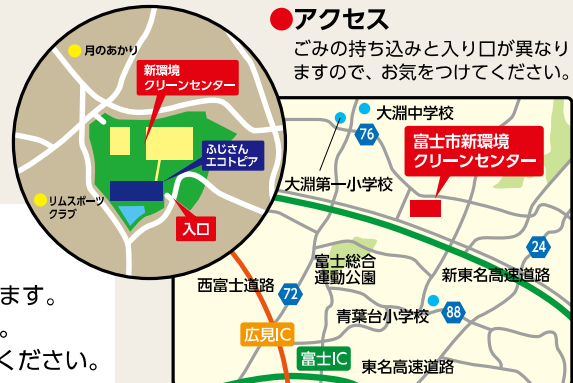 ●アクセス
ごみの持ち込みと入り口が異なり
ますので、お気をつけてください。
月のあかり
新環境
クリーンセンター
ふじさん
エコトピア
リムスポーツ
クラブ
入口
大淵中学校
76
富士市新環境
クリーンセンター
大淵第一小学校
24
富士総合
運動公園
新東名高速道路
西富士道路
72
青葉台小学校
88
広見IC
富士IC
東名高速道路
ます。
。
ください。